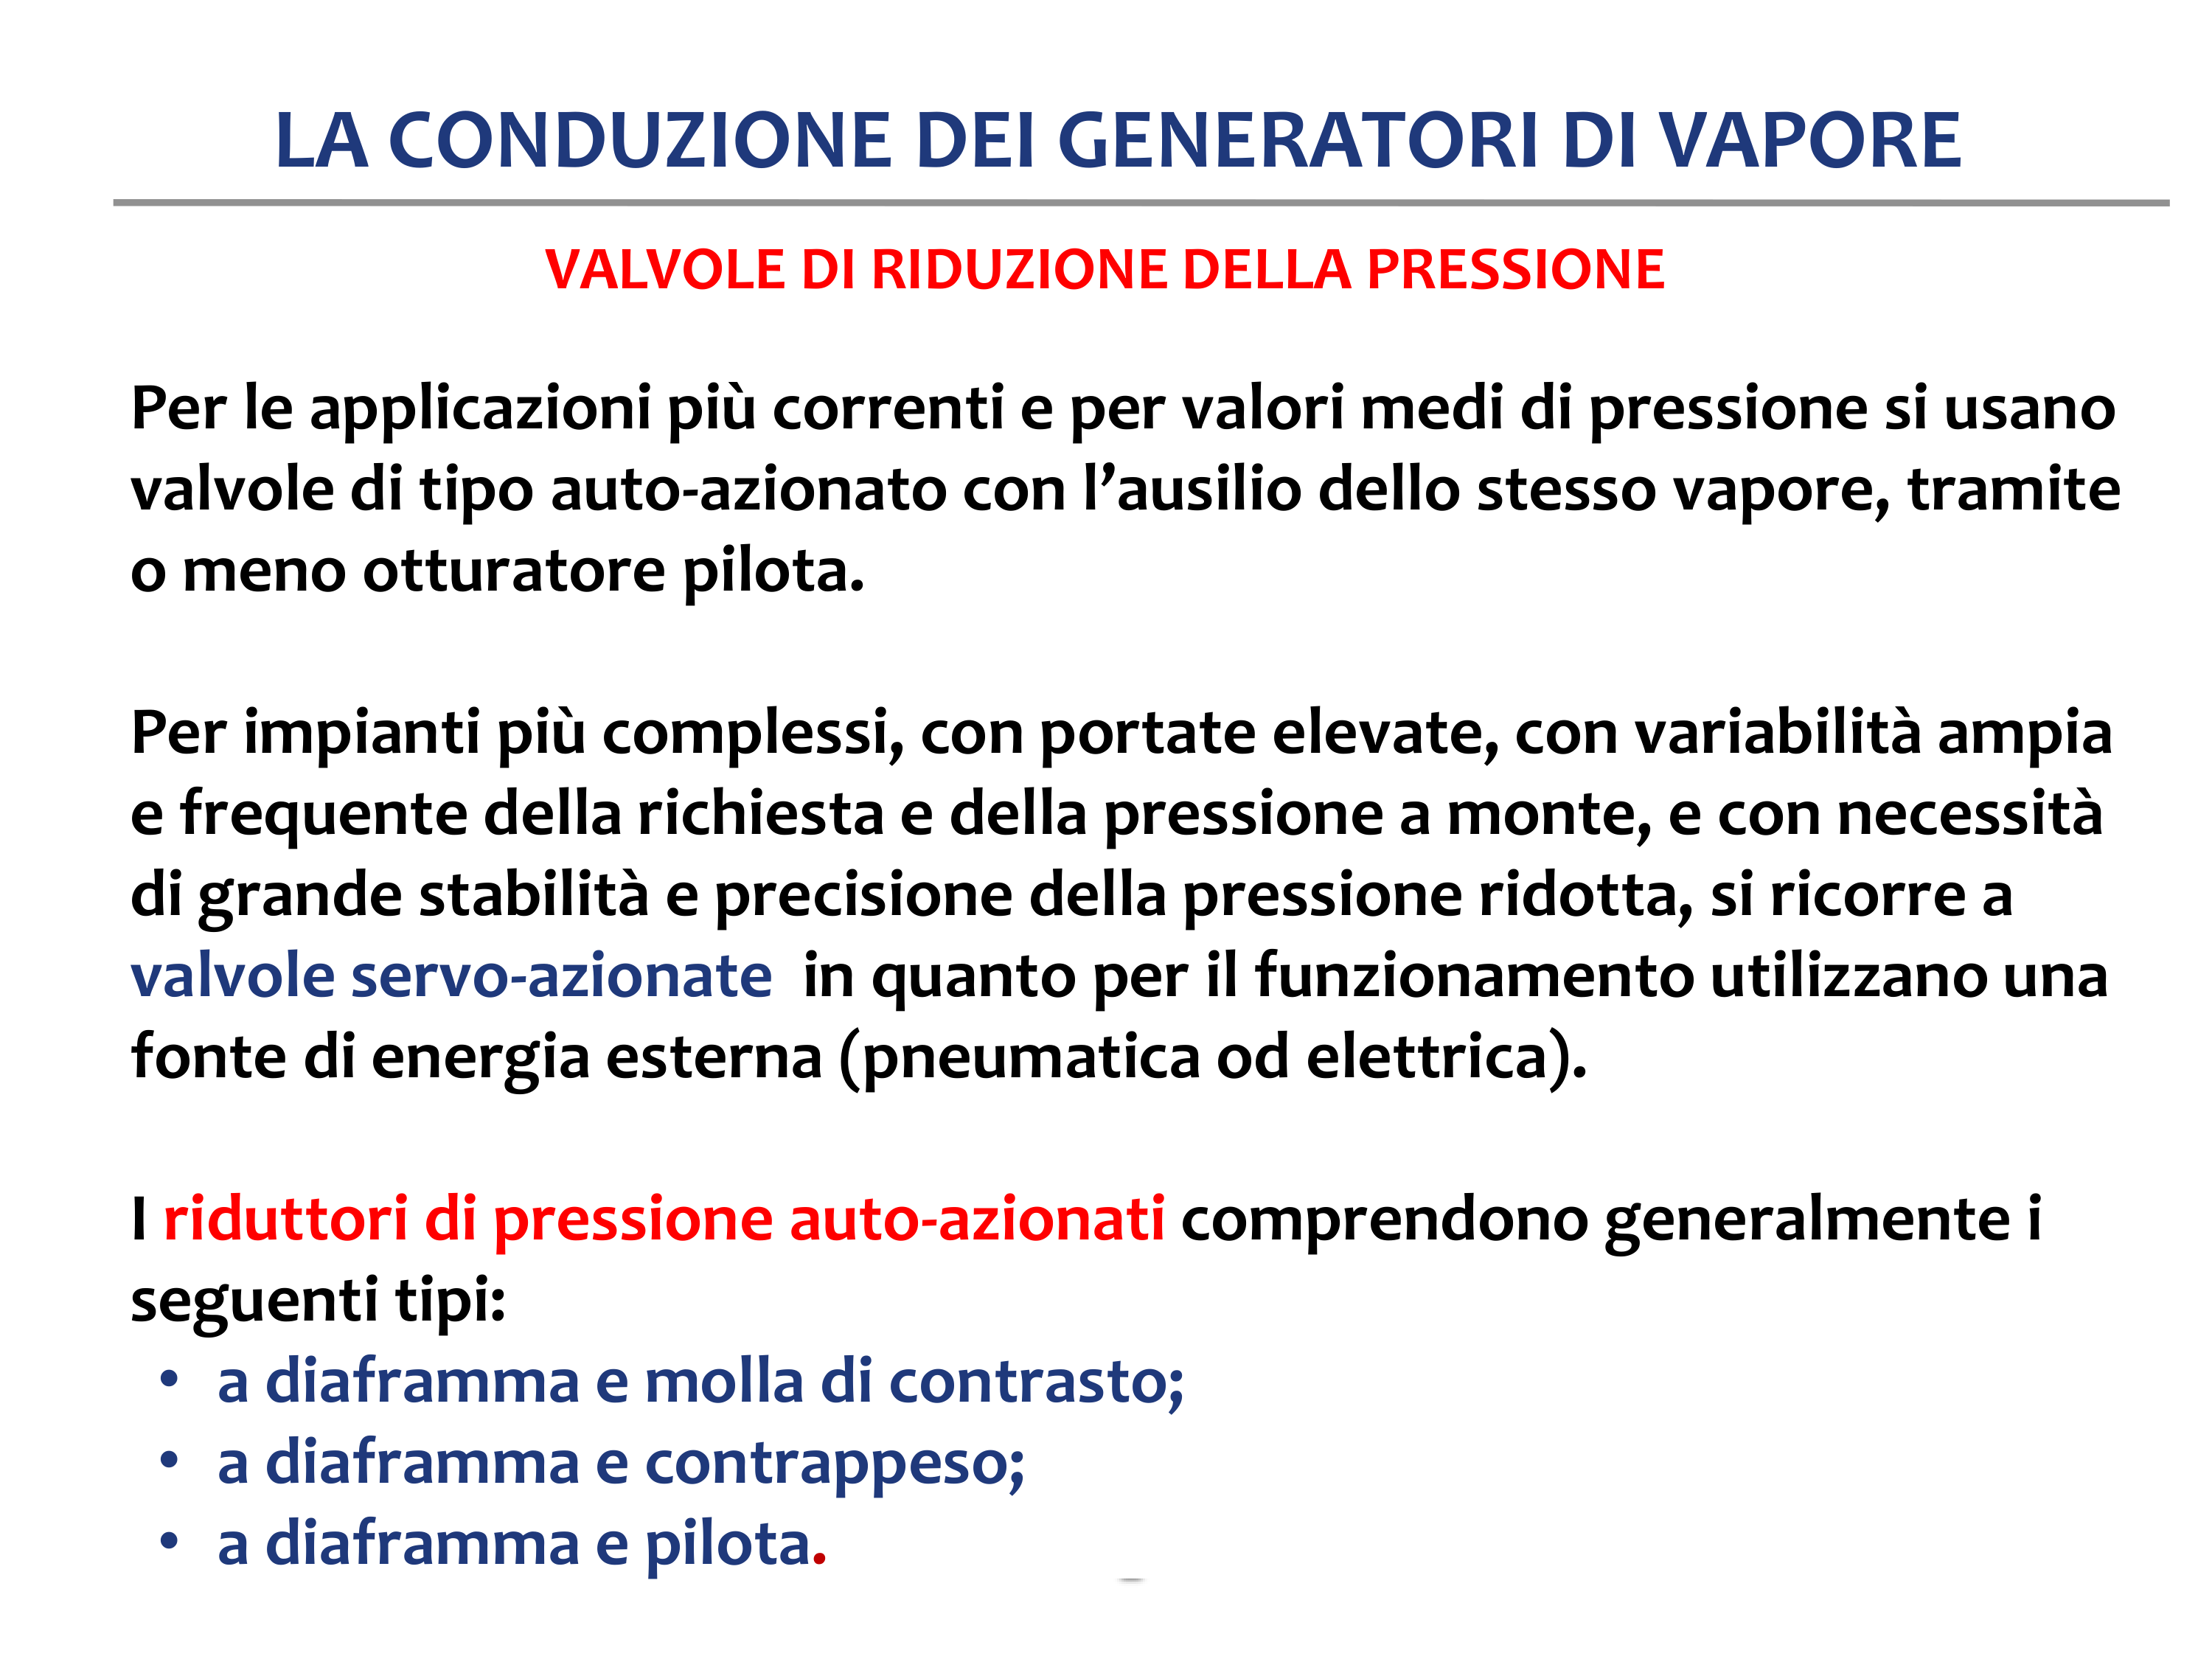 LA CONDUZIONE DEI GENERATORI DI VAPORE
VALVOLE DI RIDUZIONE DELLA PRESSIONE
Per le applicazioni più correnti e per valori medi di pressione si usano
valvole di tipo auto-azionato con l’ausilio dello stesso vapore, tramite
o meno otturatore pilota.
Per impianti più complessi, con portate elevate, con variabilità ampia
e frequente della richiesta e della pressione a monte, e con necessità
di grande stabilità e precisione della pressione ridotta, si ricorre a
valvole servo-azionate in quanto per il funzionamento utilizzano una
fonte di energia esterna (pneumatica od elettrica).
I riduttori di pressione auto-azionati comprendono generalmente i
seguenti tipi:
• a diaframma e molla di contrasto;
• a diaframma e contrappeso;
• a diaframma e pilota.